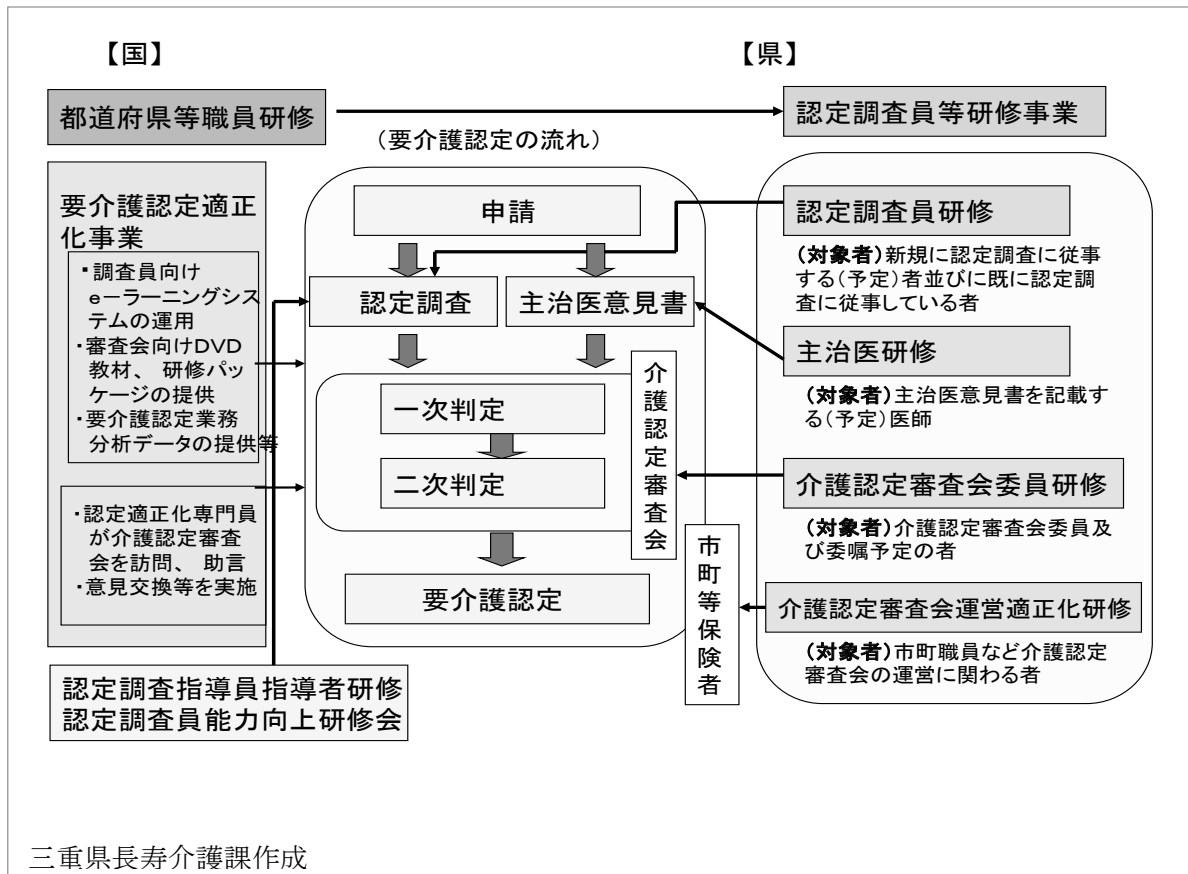 【国】
【県】
都道府県等職員研修
認定調査員等研修事業
(要介護認定の流れ)
要介護認定適正
化事業
・調査員向け
e－ラーニングシス
テムの運用
・審査会向けDVD
教材、研修パッ
ケージの提供
・要介護認定業務
分析データの提供等
・認定適正化専門員
が介護認定審査
会を訪問、助言
・意見交換等を実施
認定調査指導員指導者研修
認定調査員能力向上研修会
申請
認定調査
主治医意見書
一次判定
二次判定
介護認定審査会
要介護認定
市町等保険者
認定調査員研修
(対象者)新規に認定調査に従事
する(予定)者並びに既に認定調
査に従事している者
主治医研修
(対象者)主治医意見書を記載す
る(予定)医師
介護認定審査会委員研修
(対象者)介護認定審査会委員及
び委嘱予定の者
介護認定審査会運営適正化研修
(対象者)市町職員など介護認定
審査会の運営に関わる者
三重県長寿介護課作成